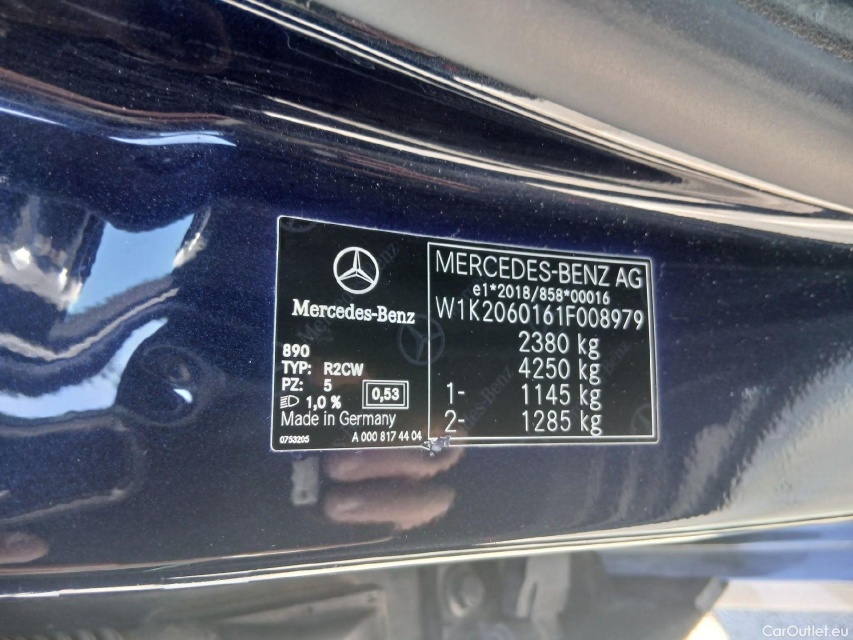 Mercedes-Benz
890
TYP: R2CW
PZ: 5
1,0 %
0,53
Made in Germany
0753205
A 000 817 44 04
MERCEDES-BENZ AG
e1*2018/858*00016
W1K2060161F008979
2380 kg
4250 kg
1- 1145 kg
2- 1285 kg
CarOutlet.eu